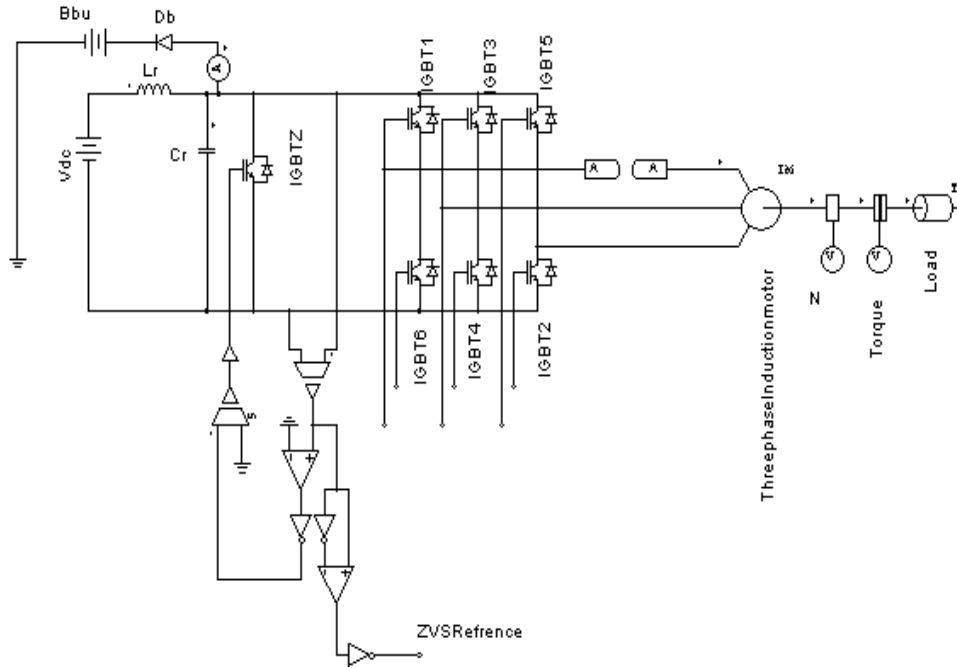 Bbu
Db
A
Lr
IGBT1
IGBT3
IGBT5
Vdc
Cr
IGBTZ
A
A
IM
N
Torque
Load
IGBT6
IGBT4
IGBT2
ThreephaseInductionmotor
ZVSRefrence